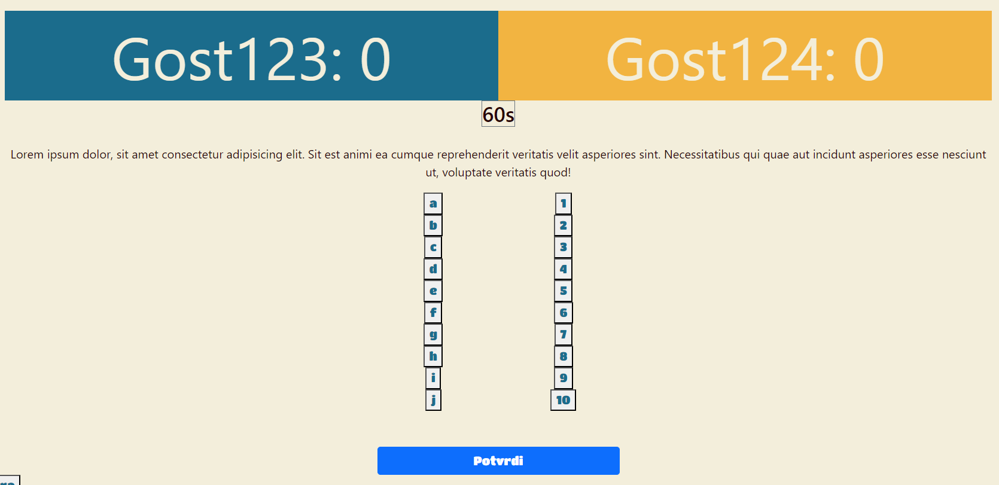 Gost123: 0
Gost124: 0
60s
Lorem ipsum dolor, sit amet consectetur adipisicing elit. Sit est animi ea cumque reprehenderit veritatis velit asperiores sint. Necessitatibus qui quae aut incidunt asperiores esse nesciunt
ut, voluptate veritatis quod!
a 1
b 2
c 3
d 4
e 5
f 6
g 7
h 8
i 9
j 10
Potvrdi